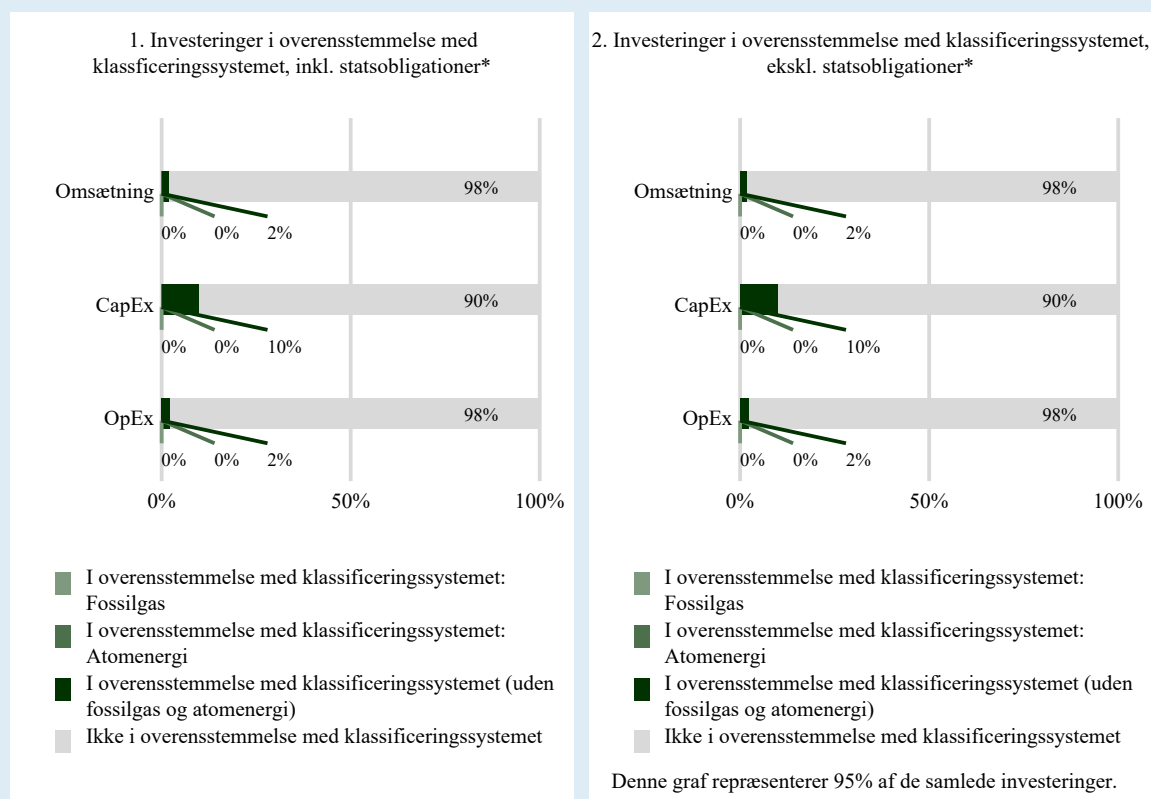 1. Investeringer i overensstemmelse med
klassficeringssystemet, inkl. statsobligationer*
Omsætning
98%
0% 0% 2%
CapEx
90%
0% 0% 10%
OpEx
98%
0% 0% 2%
0% 50% 100%
I overensstemmelse med klassificeringssystemet:
Fossilgas
I overensstemmelse med klassificeringssystemet:
Atomenergi
I overensstemmelse med klassificeringssystemet (uden
fossilgas og atomenergi)
Ikke i overensstemmelse med klassificeringssystemet
2. Investeringer i overensstemmelse med klassificeringssystemet,
ekskl. statsobligationer*
Omsætning
98%
0% 0% 2%
CapEx
90%
0% 0% 10%
OpEx
98%
0% 0% 2%
0% 50% 100%
I overensstemmelse med klassificeringssystemet:
Fossilgas
I overensstemmelse med klassificeringssystemet:
Atomenergi
I overensstemmelse med klassificeringssystemet (uden
fossilgas og atomenergi)
Ikke i overensstemmelse med klassificeringssystemet
Denne graf repræsenterer 95% af de samlede investeringer.